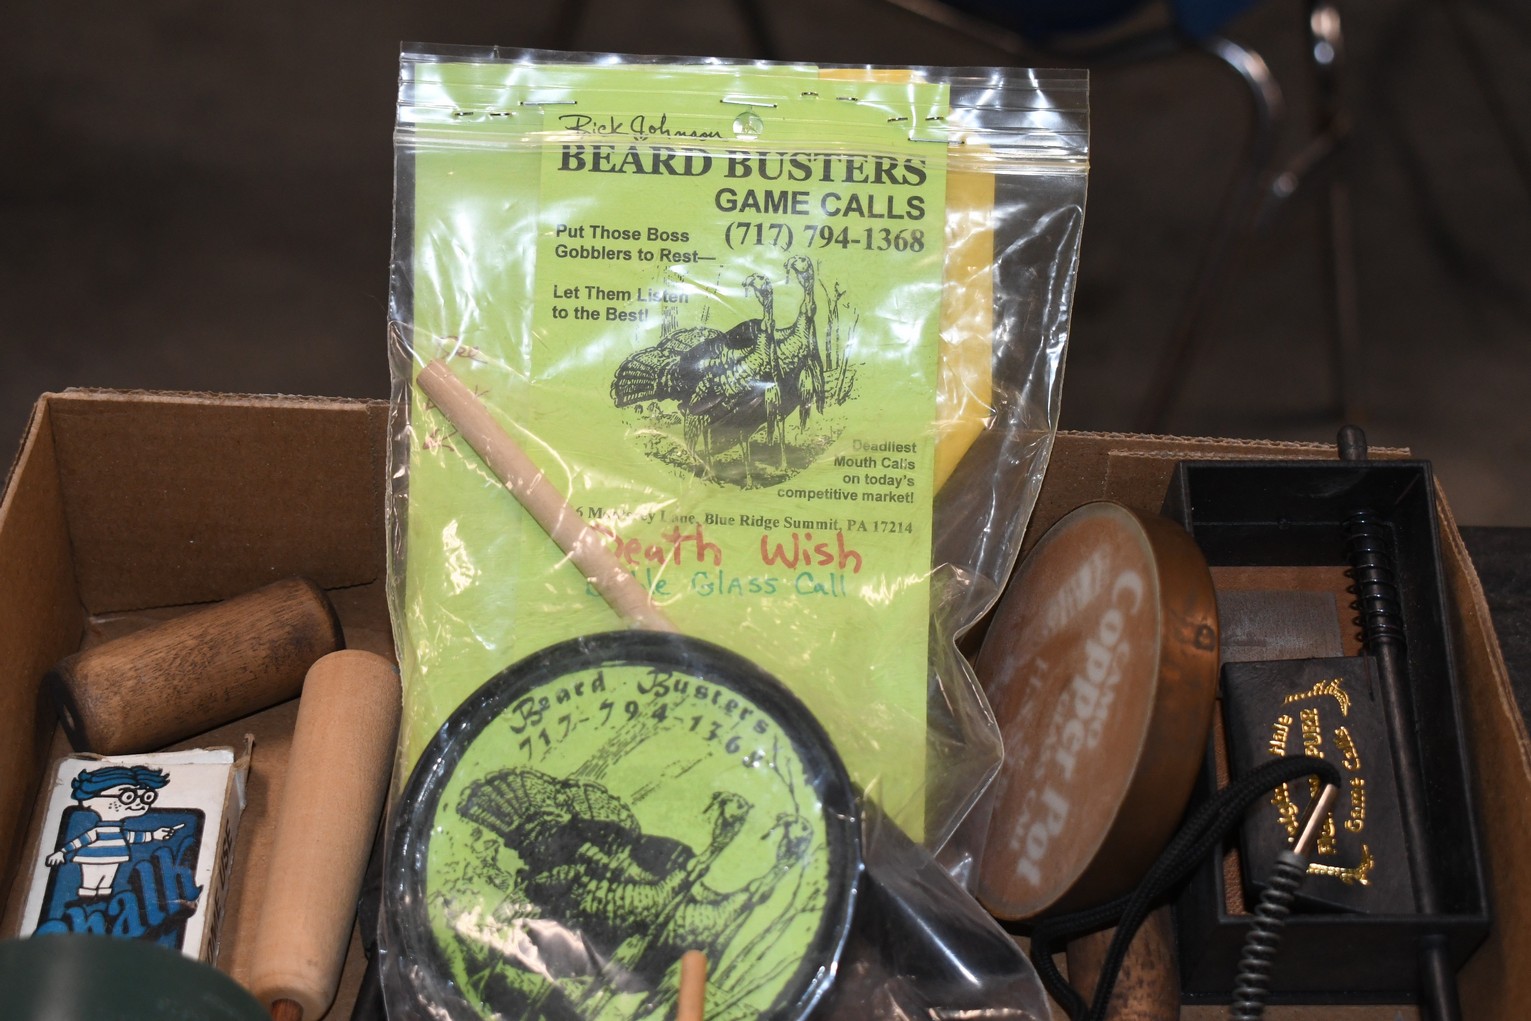 Rick Johnson
BEARD BUSTERS
GAME CALLS
(717) 794-1368
Put Those Boss
Gobblers to Rest—
Let Them Listen
to the Best!
Deadliest
Mouth Calls
on today's
competitive market!
Lane, Blue Ridge Summit, PA 17214
Death Wish
Glass Call
Beard Busters
717-794-1368
CAMO
Copper Pot
Game Calls
chalk